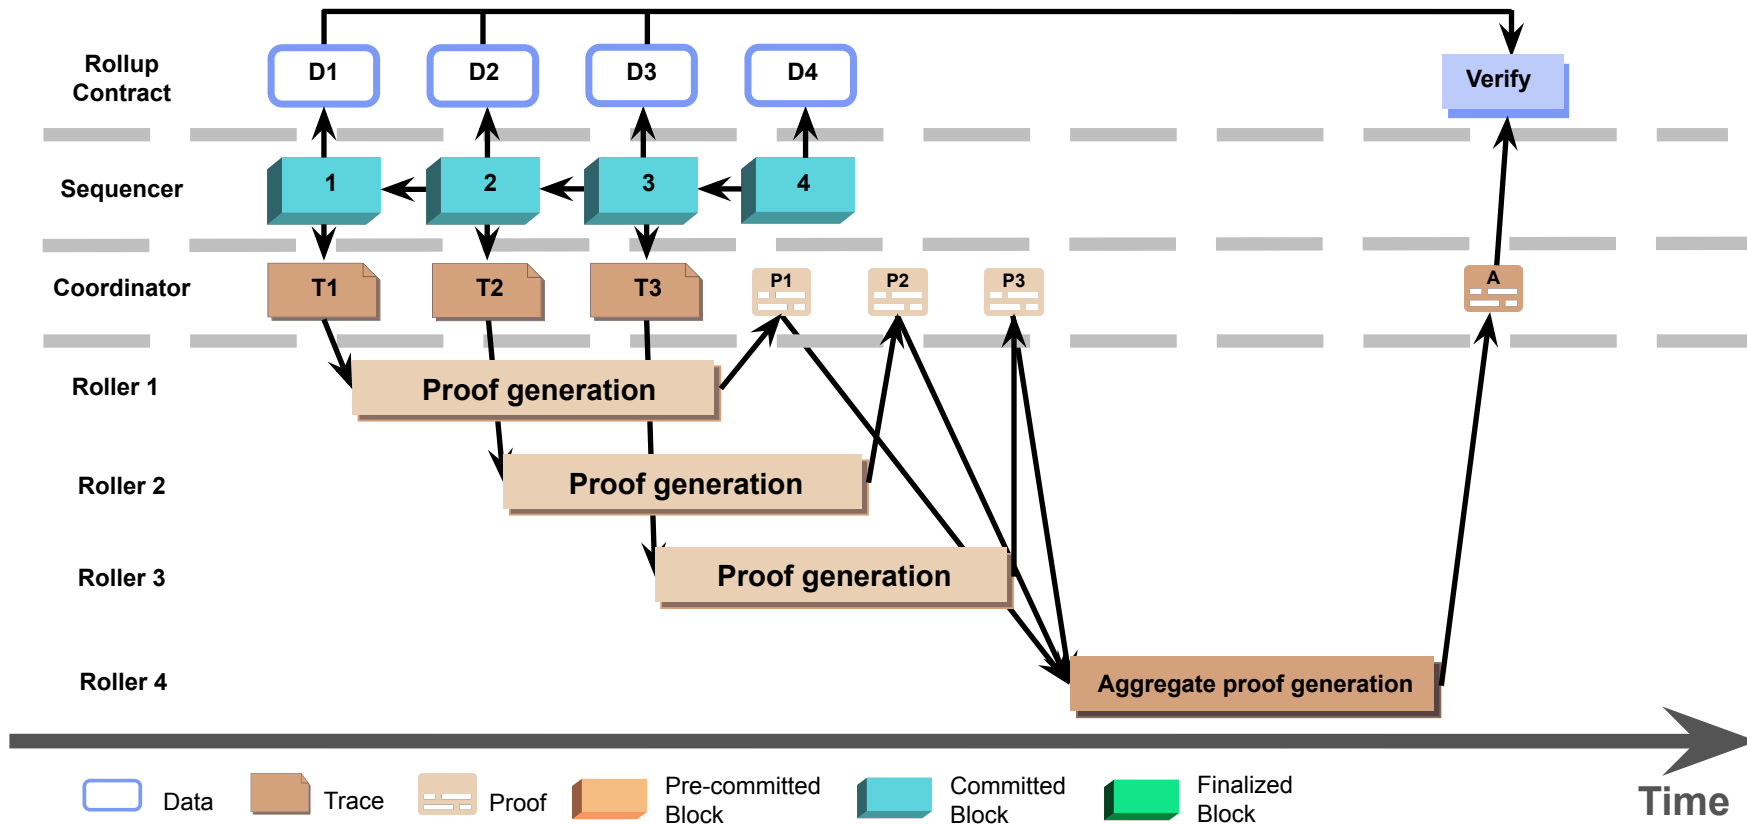 D1
D2
D3
D4
Rollup
Contract
Verify
Sequencer
1
2
3
4
Coordinator
T1
T2
T3
P1
P2
P3
A
Roller 1
Proof generation
Roller 2
Proof generation
Roller 3
Proof generation
Roller 4
Aggregate proof generation
Data
Trace
Proof
Pre-committed
Block
Committed
Block
Finalized
Block
Time